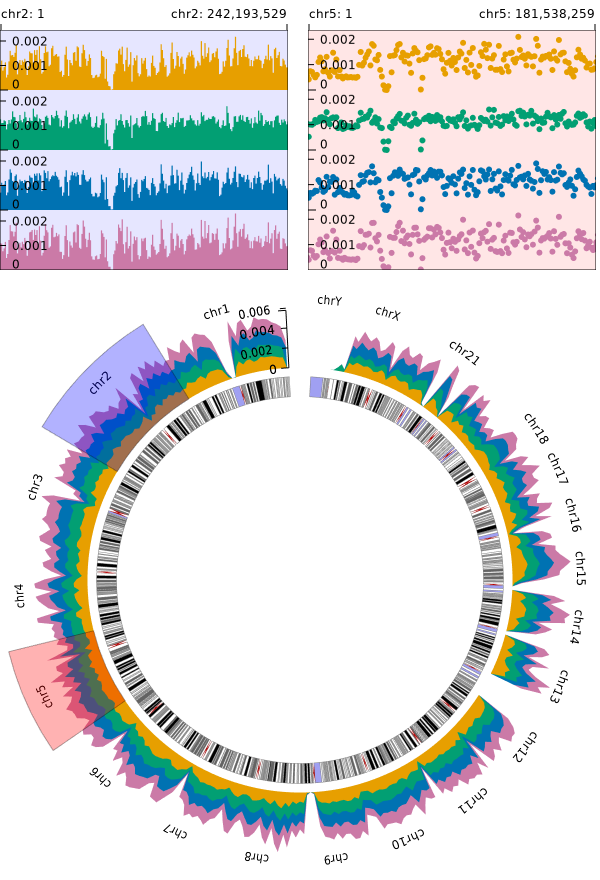 chr2: 1 chr2: 242,193,529 chr5: 1 chr5: 181,538,259
0.002 0.002
0.001 0.001
0 0
0.002 0.002
0.001 0.001
0 0
0.002 0.002
0.001 0.001
0 0
0.002 0.002
0.001 0.001
0 0
chrY
chr1
0.006
0.004
0.002
0
chrX
chr21
chr2
chr18
chr17
chr3
chr16
chr15
chr4
chr14
chr5
chr13
chr12
chr6
chr11
chr7
chr10
chr8
chr9